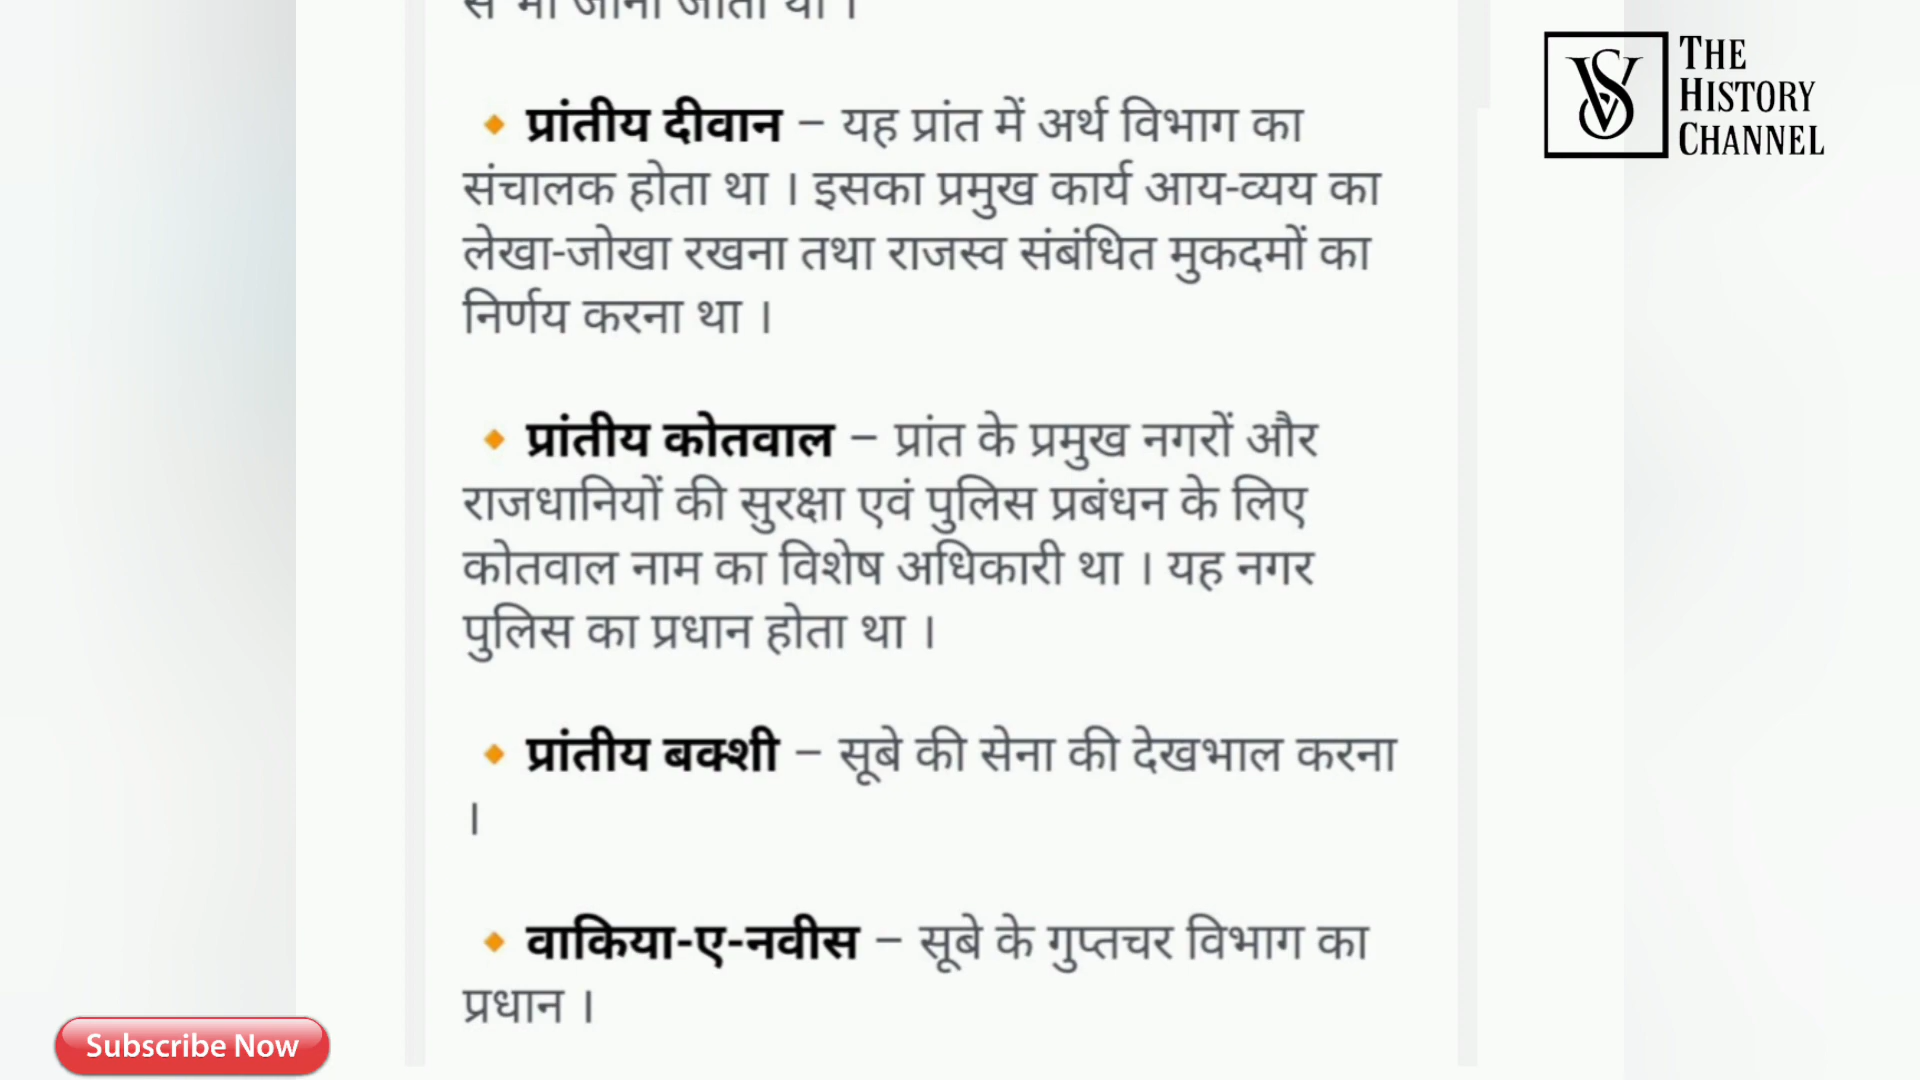 से भी जाना जाता था ।
THE
HISTORY
CHANNEL
🔸 प्रांतीय दीवान – यह प्रांत में अर्थ विभाग का
संचालक होता था । इसका प्रमुख कार्य आय-व्यय का
लेखा-जोखा रखना तथा राजस्व संबंधित मुकदमों का
निर्णय करना था ।
🔸 प्रांतीय कोतवाल – प्रांत के प्रमुख नगरों और
राजधानियों की सुरक्षा एवं पुलिस प्रबंधन के लिए
कोतवाल नाम का विशेष अधिकारी था । यह नगर
पुलिस का प्रधान होता था ।
🔸 प्रांतीय बक्शी – सूबे की सेना की देखभाल करना
।
🔸 वाकिया-ए-नवीस – सूबे के गुप्तचर विभाग का
प्रधान ।
Subscribe Now